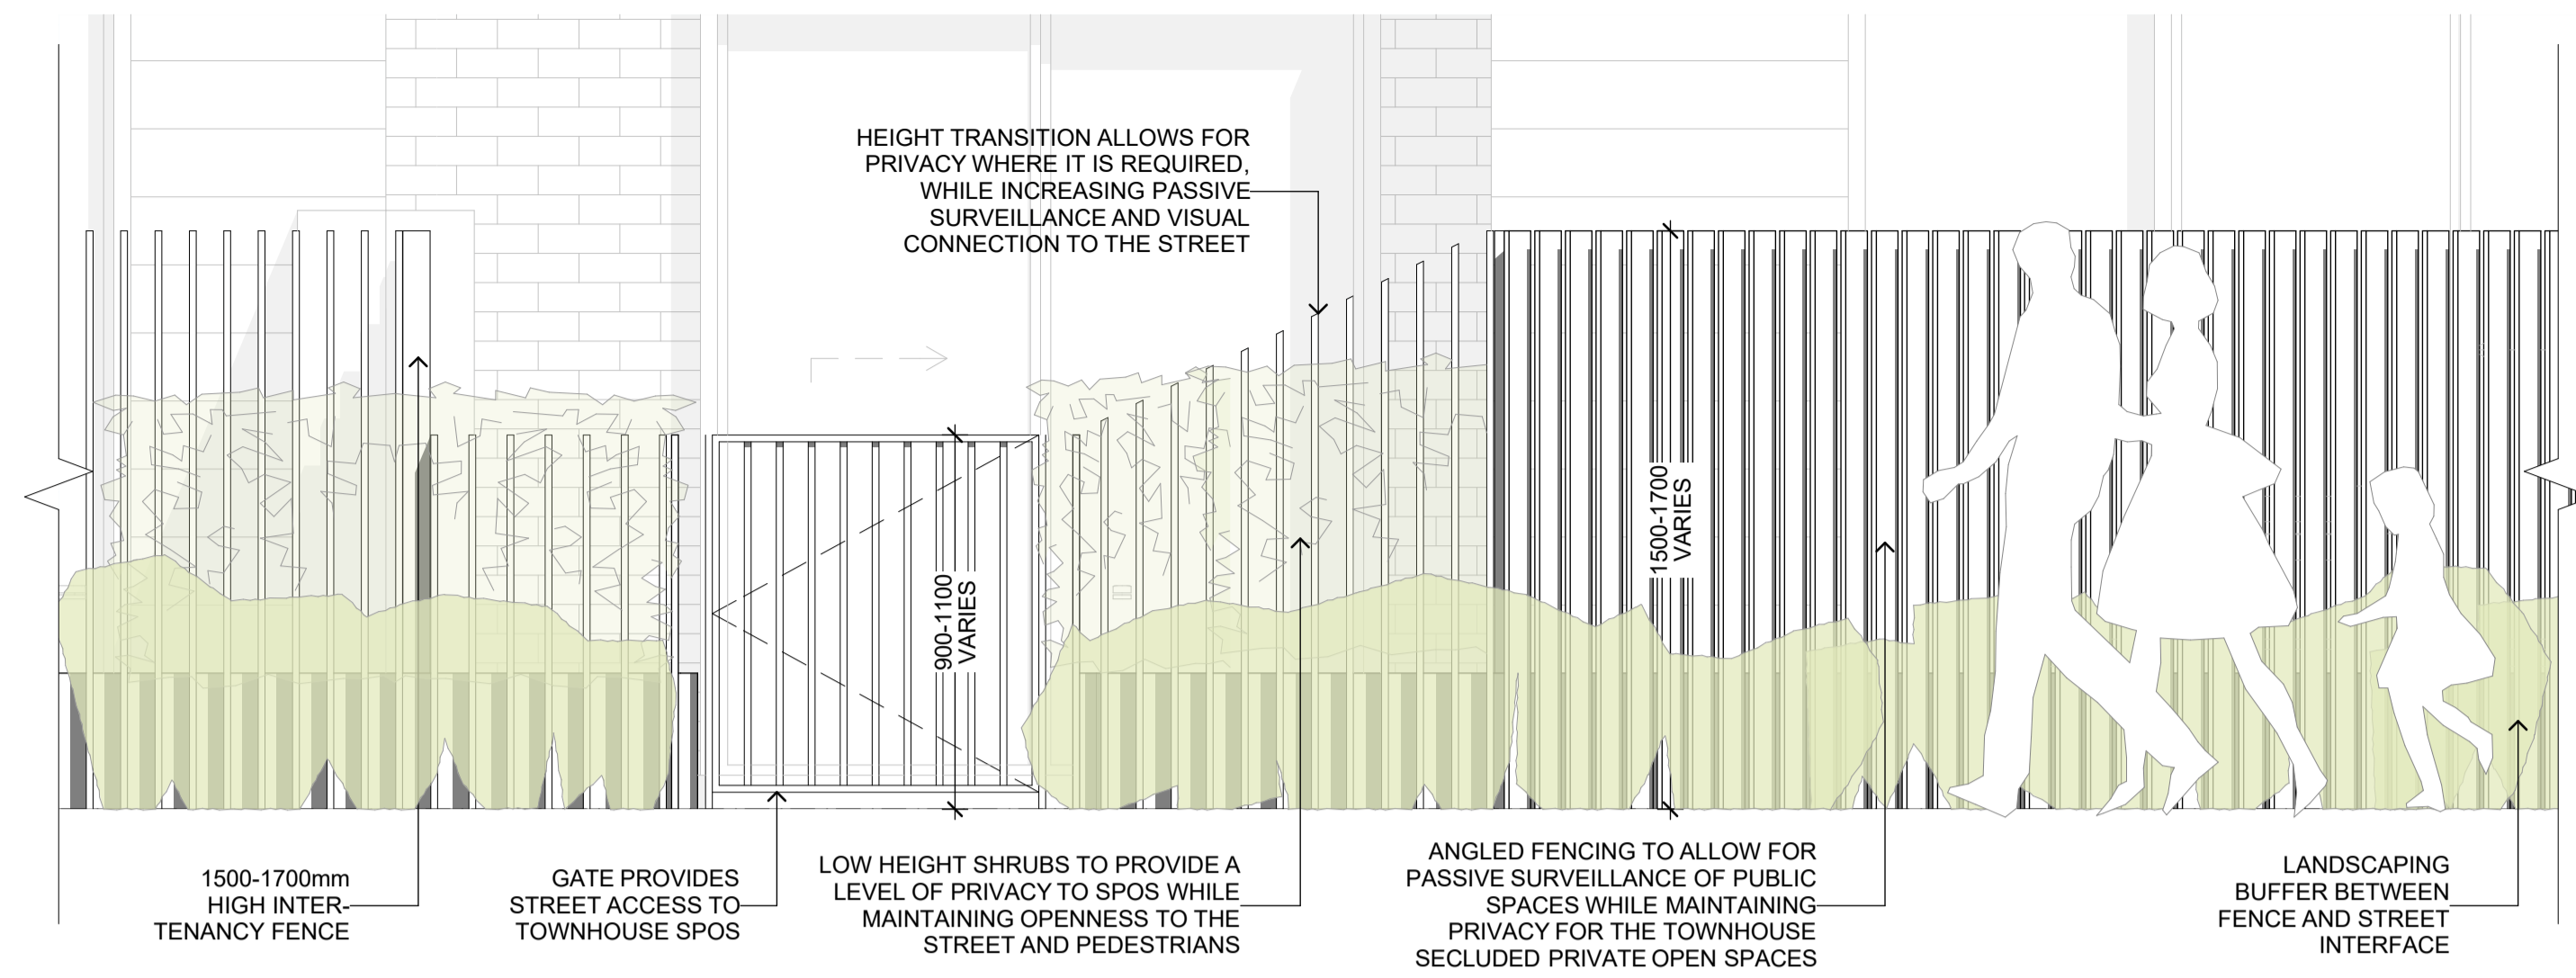 HEIGHT TRANSITION ALLOWS FOR
PRIVACY WHERE IT IS REQUIRED,
WHILE INCREASING PASSIVE
SURVEILLANCE AND VISUAL
CONNECTION TO THE STREET
900-1100
VARIES
1500-1700
VARIES
1500-1700mm
HIGH INTER-
TENANCY FENCE
GATE PROVIDES
STREET ACCESS TO
TOWNHOUSE SPOS
LOW HEIGHT SHRUBS TO PROVIDE A
LEVEL OF PRIVACY TO SPOS WHILE
MAINTAINING OPENNESS TO THE
STREET AND PEDESTRIANS
ANGLED FENCING TO ALLOW FOR
PASSIVE SURVEILLANCE OF PUBLIC
SPACES WHILE MAINTAINING
PRIVACY FOR THE TOWNHOUSE
SECLUDED PRIVATE OPEN SPACES
LANDSCAPING
BUFFER BETWEEN
FENCE AND STREET
INTERFACE